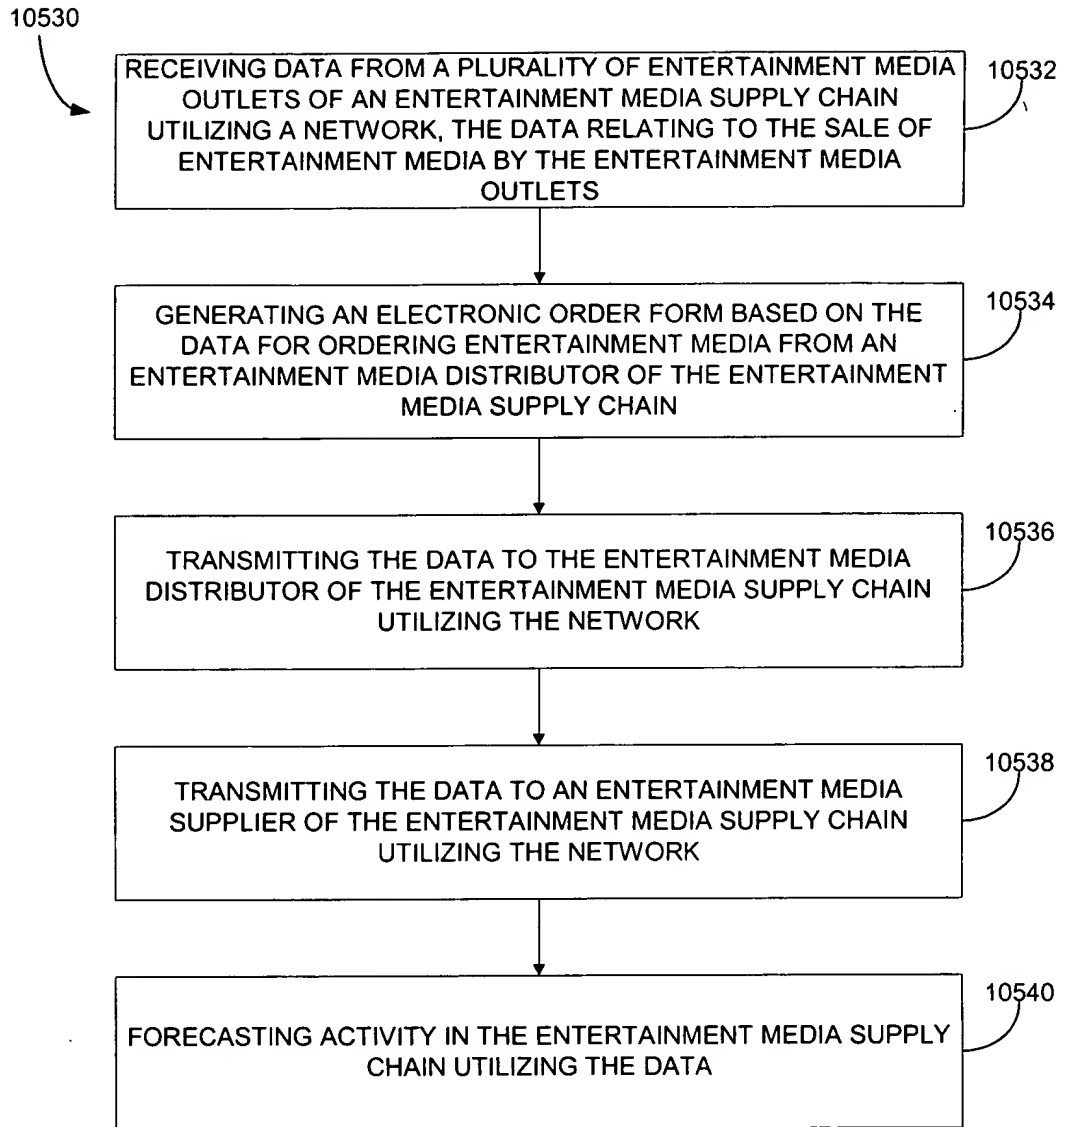 10530
RECEIVING DATA FROM A PLURALITY OF ENTERTAINMENT MEDIA
OUTLETS OF AN ENTERTAINMENT MEDIA SUPPLY CHAIN
UTILIZING A NETWORK, THE DATA RELATING TO THE SALE OF
ENTERTAINMENT MEDIA BY THE ENTERTAINMENT MEDIA
OUTLETS
10532
GENERATING AN ELECTRONIC ORDER FORM BASED ON THE
DATA FOR ORDERING ENTERTAINMENT MEDIA FROM AN
ENTERTAINMENT MEDIA DISTRIBUTOR OF THE ENTERTAINMENT
MEDIA SUPPLY CHAIN
10534
TRANSMITTING THE DATA TO THE ENTERTAINMENT MEDIA
DISTRIBUTOR OF THE ENTERTAINMENT MEDIA SUPPLY CHAIN
UTILIZING THE NETWORK
10536
TRANSMITTING THE DATA TO AN ENTERTAINMENT MEDIA
SUPPLIER OF THE ENTERTAINMENT MEDIA SUPPLY CHAIN
UTILIZING THE NETWORK
10538
FORECASTING ACTIVITY IN THE ENTERTAINMENT MEDIA SUPPLY
CHAIN UTILIZING THE DATA
10540